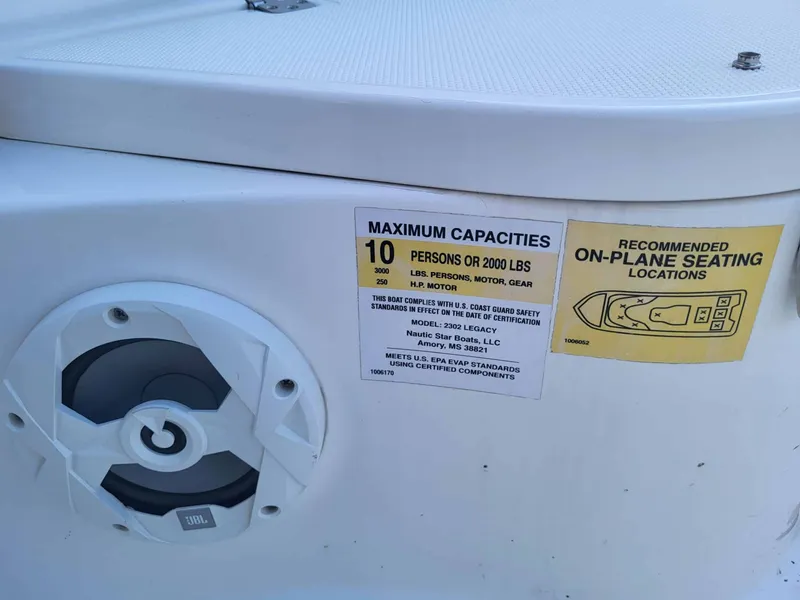 MAXIMUM CAPACITIES
10 PERSONS OR 2000 LBS
3000 LBS. PERSONS, MOTOR, GEAR
250 H.P. MOTOR
THIS BOAT COMPLIES WITH U.S. COAST GUARD SAFETY
STANDARDS IN EFFECT ON THE DATE OF CERTIFICATION
MODEL: 2302 LEGACY
Nautic Star Boats, LLC
Amory, MS 38821
MEETS U.S. EPA EVAP STANDARDS
USING CERTIFIED COMPONENTS
1006170
RECOMMENDED
ON-PLANE SEATING
LOCATIONS
1006052
JBL